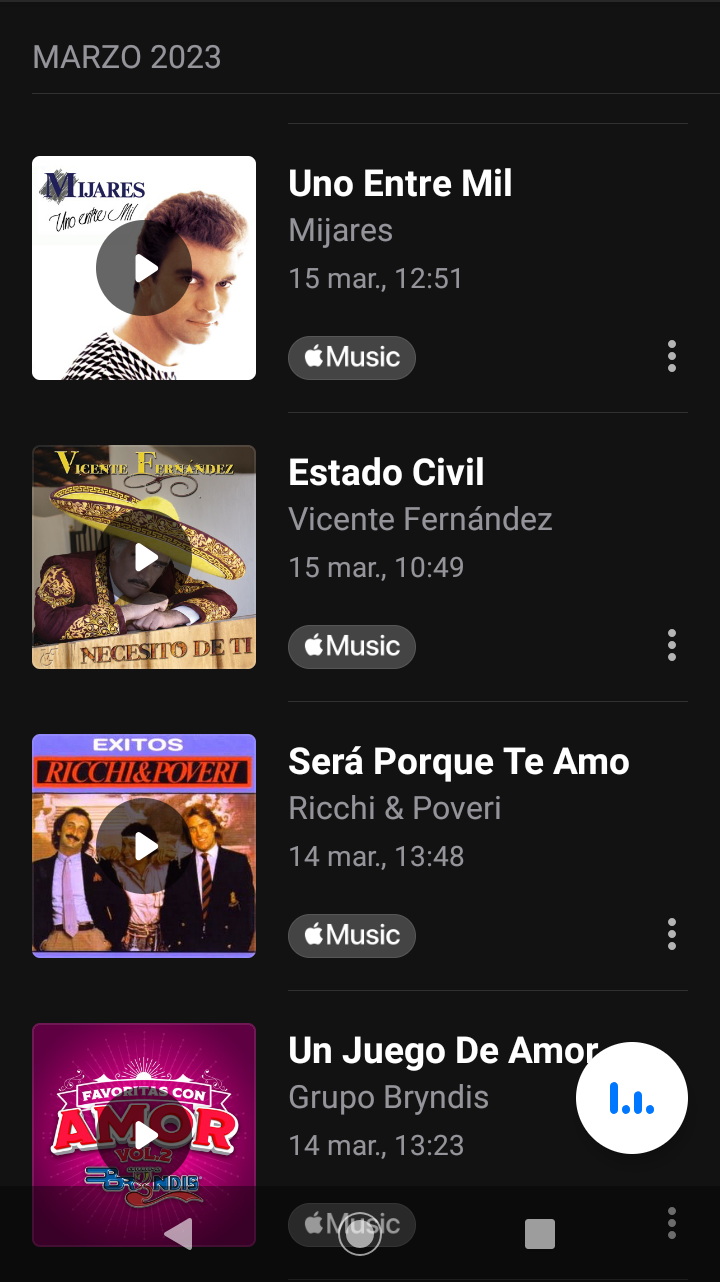 MARZO 2023
MIJARES
Uno entre Mil
Uno Entre Mil
Mijares
15 mar., 12:51
Music
VICENTE FERNÁNDEZ
NECESITO DE TI
Estado Civil
Vicente Fernández
15 mar., 10:49
Music
EXITOS
RICCHI&POVERI
Será Porque Te Amo
Ricchi & Poveri
14 mar., 13:48
Music
FAVORITAS CON
AMOR
VOL.2
BRYNDIS
Un Juego De Amor
Grupo Bryndis
14 mar., 13:23
Music